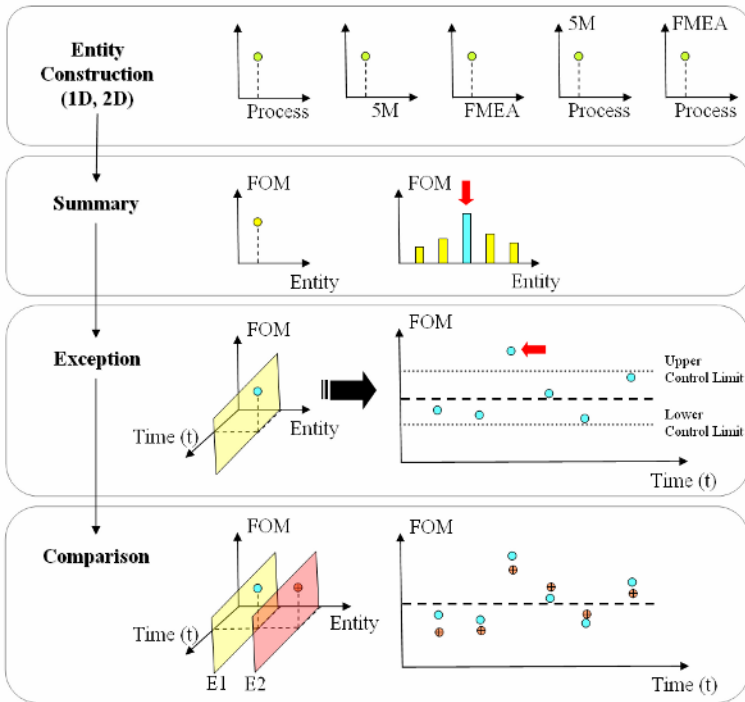 Entity
Construction
(1D, 2D)
Process
5M
FMEA
5M
Process
FMEA
Process
Summary
FOM
Entity
FOM
Entity
Exception
FOM
Time (t)
Entity
FOM
Upper
Control Limit
Lower
Control Limit
Time (t)
Comparison
FOM
Time (t)
Entity
E1 E2
FOM
Time (t)